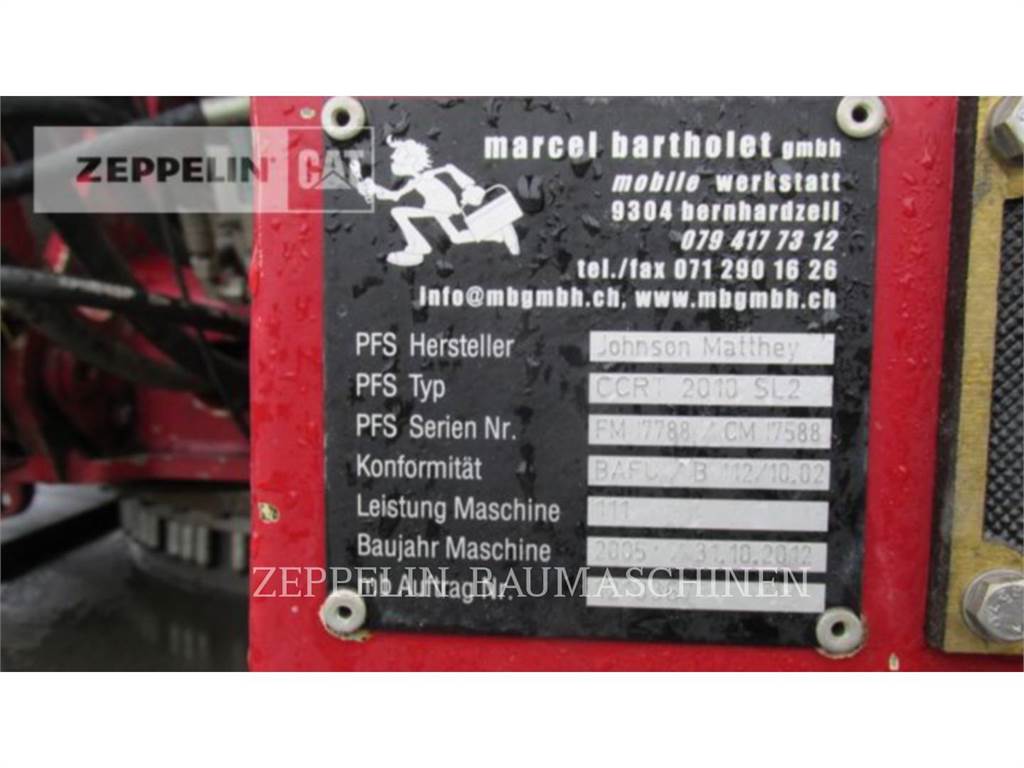 ZEPPELIN CAT
marcel bartholet gmbh
mobile werkstatt
9304 bernhardzell
079 417 73 12
tel./fax 071 290 16 26
info@mbgmbh.ch, www.mbgmbh.ch
PFS Hersteller Johnson Matthey
PFS Typ CCRT 2010 SL2
PFS Serien Nr. FM 7788 / CM 7588
Konformität BAFU / B 112/10.02
Leistung Maschine 111
Baujahr Maschine 2005 / 31.10.2012
mb Auftrag Nr.
ZEPPELIN BAUMASCHINEN